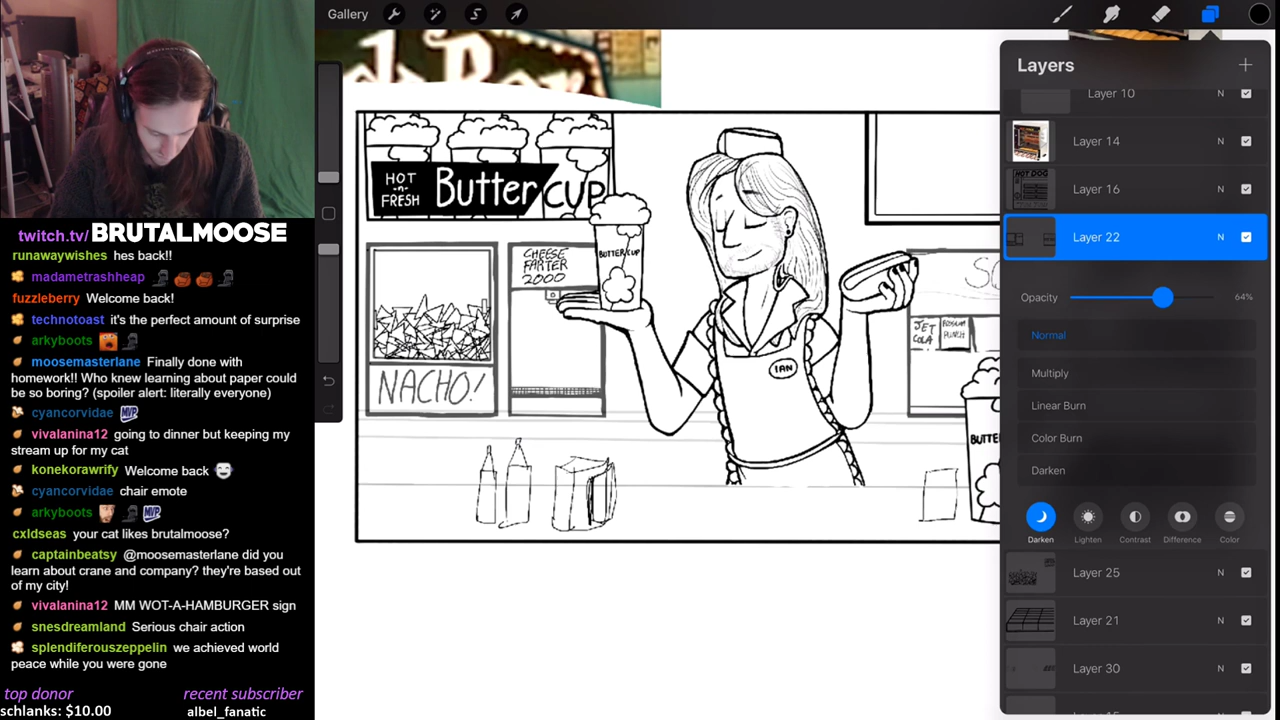 twitch.tv/BRUTALMOOSE
runawaywishes hes back!!
madametrashheap
fuzzleberry Welcome back!
technotoast it's the perfect amount of surprise
arkyboots
moosemasterlane Finally done with
homework!! Who knew learning about paper could
be so boring? (spoiler alert: literally everyone)
cyancorvidae MVP
vivalanina12 going to dinner but keeping my
stream up for my cat
konekorawrify Welcome back
cyancorvidae chair emote
arkyboots MVP
cxldseas your cat likes brutalmoose?
captainbeatsy @moosemasterlane did you
learn about crane and company? they're based out
of my city!
vivalanina12 MM WOT-A-HAMBURGER sign
snesdreamland Serious chair action
splendiferouszeppelin we achieved world
peace while you were gone
top donor
schlanks: $10.00
recent subscriber
albel_fanatic
Gallery
HOT
-n-
FRESH
Butter CUP
CHEESE
FARTER
2000
BUTTERCUP
NACHO!
IAN
JET
COLA
PUNCH
BUTTE
Layers
Layer 10 N
Layer 14 N
HOT DOG
Layer 16 N
Layer 22 N
Opacity 64%
Normal
Multiply
Linear Burn
Color Burn
Darken
Darken Lighten Contrast Difference Color
Layer 25 N
Layer 21 N
Layer 30 N